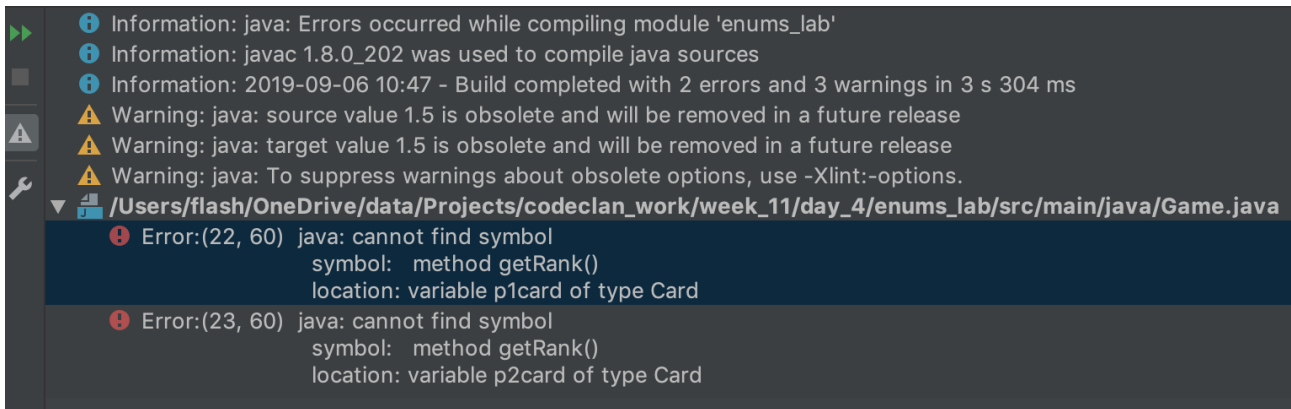 Information: java: Errors occurred while compiling module 'enums_lab'
Information: javac 1.8.0_202 was used to compile java sources
Information: 2019-09-06 10:47 - Build completed with 2 errors and 3 warnings in 3 s 304 ms
Warning: java: source value 1.5 is obsolete and will be removed in a future release
Warning: java: target value 1.5 is obsolete and will be removed in a future release
Warning: java: To suppress warnings about obsolete options, use -Xlint:-options.
/Users/flash/OneDrive/data/Projects/codeclan_work/week_11/day_4/enums_lab/src/main/java/Game.java
Error:(22, 60) java: cannot find symbol
symbol: method getRank()
location: variable p1card of type Card
Error:(23, 60) java: cannot find symbol
symbol: method getRank()
location: variable p2card of type Card